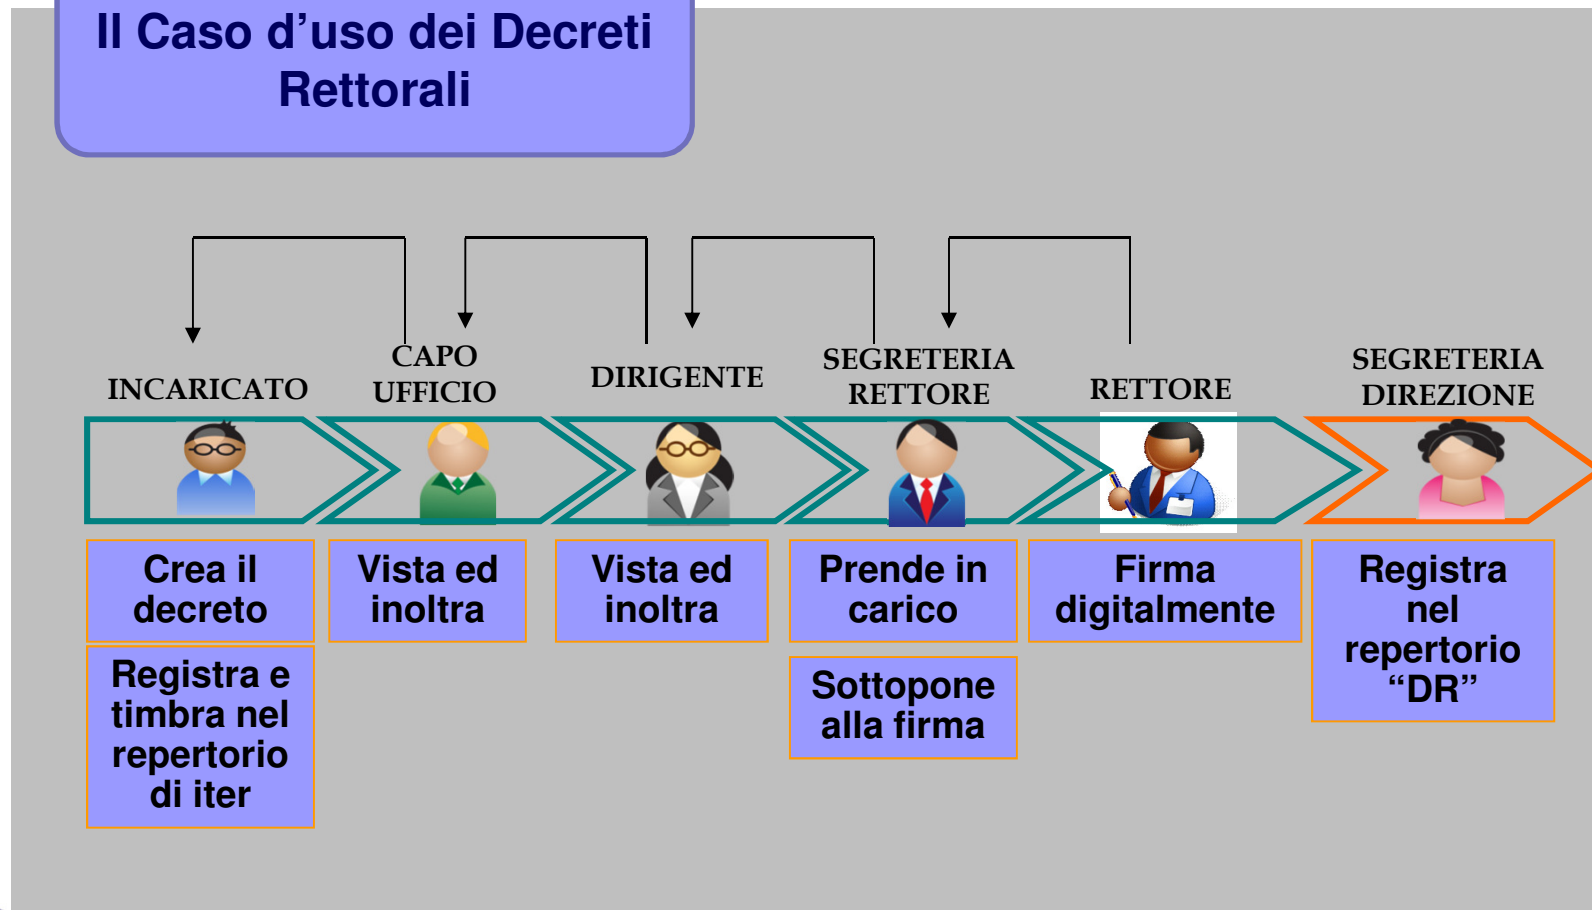 Il Caso d’uso dei Decreti
Rettorali
INCARICATO
CAPO
UFFICIO
DIRIGENTE
SEGRETERIA
RETTORE
RETTORE
SEGRETERIA
DIREZIONE
Crea il
decreto
Registra e
timbra nel
repertorio
di iter
Vista ed
inoltra
Vista ed
inoltra
Prende in
carico
Sottopone
alla firma
Firma
digitalmente
Registra
nel
repertorio
“DR”